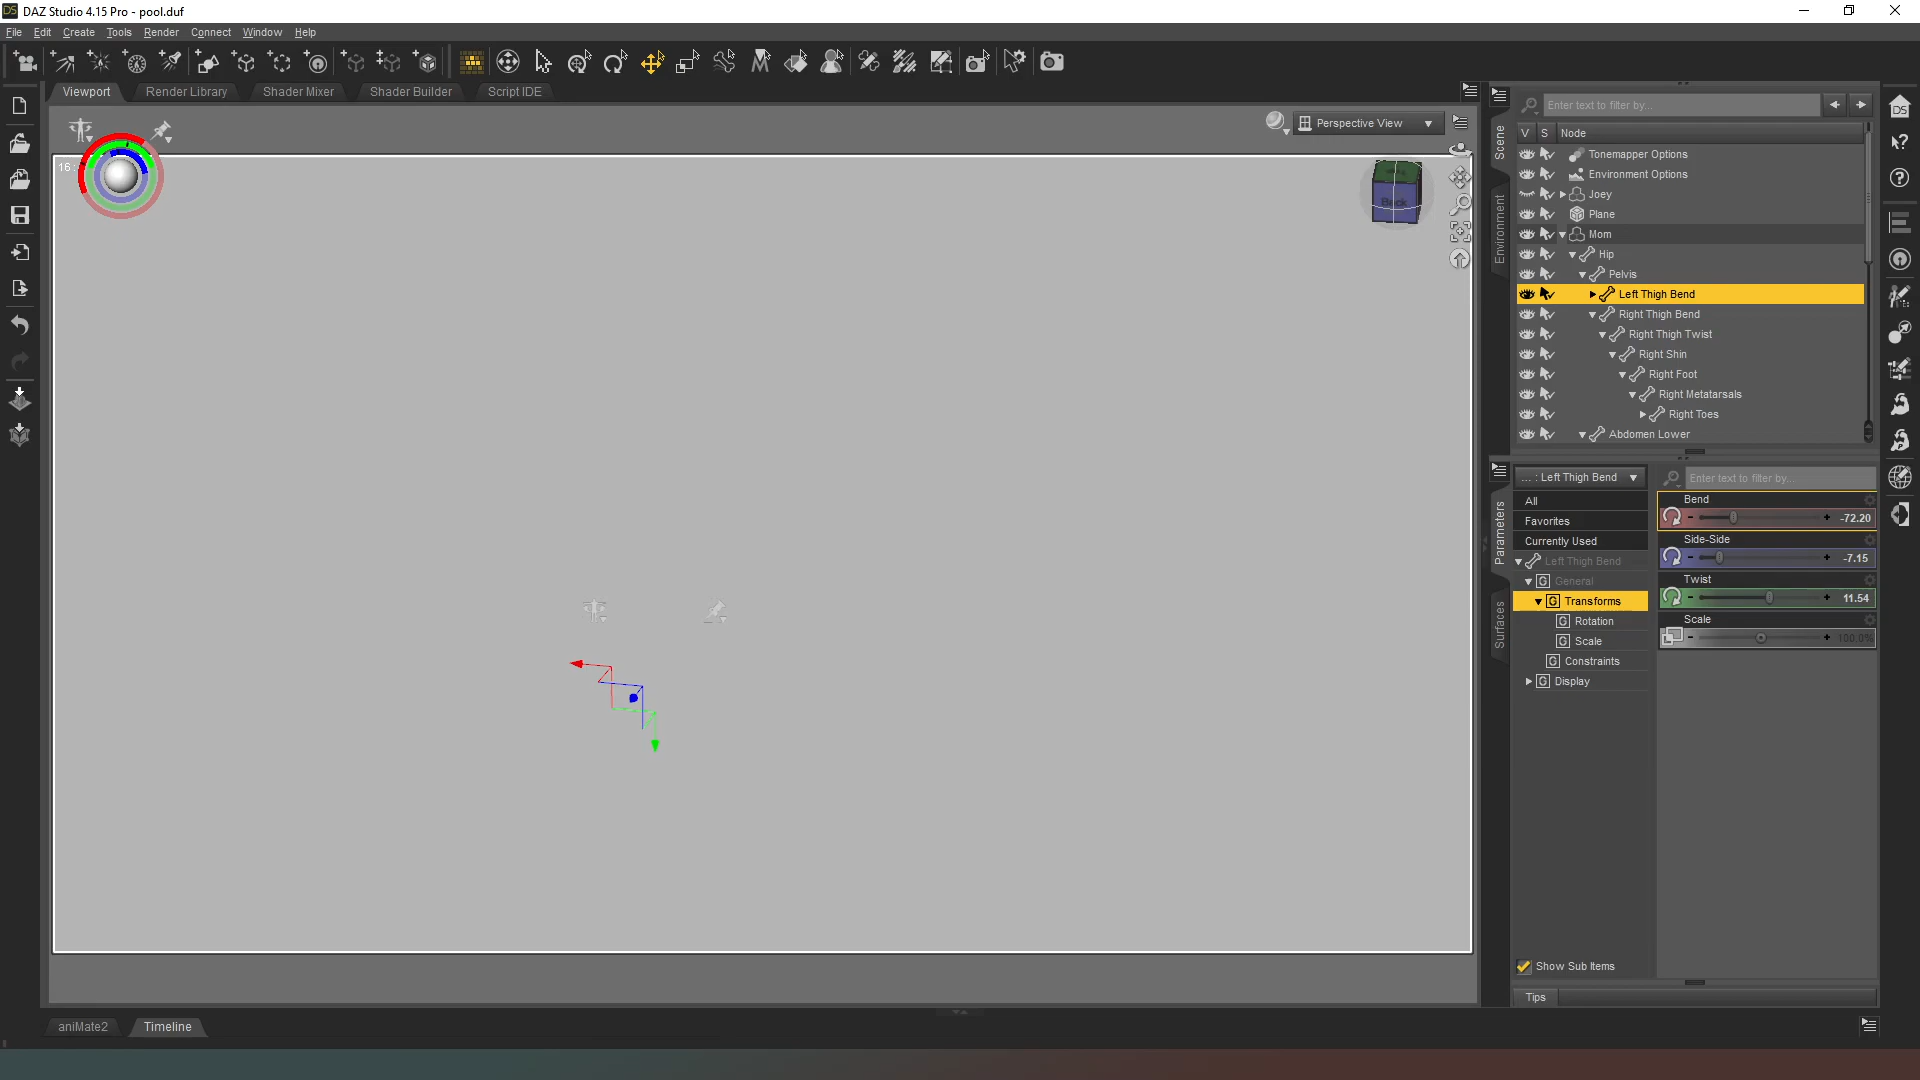 DAZ Studio 4.15 Pro - pool.duf
File Edit Create Tools Render Connect Window Help
Viewport Render Library Shader Mixer Shader Builder Script IDE
Perspective View
16:
Back
Scene
Environment
Enter text to filter by...
V S Node
Tonemapper Options
Environment Options
Joey
Plane
Mom
Hip
Pelvis
Left Thigh Bend
Right Thigh Bend
Right Thigh Twist
Right Shin
Right Foot
Right Metatarsals
Right Toes
Abdomen Lower
Parameters
Surfaces
... : Left Thigh Bend
All
Favorites
Currently Used
Left Thigh Bend
General
Transforms
Rotation
Scale
Constraints
Display
Show Sub Items
Enter text to filter by...
Bend
-72.20
Side-Side
-7.15
Twist
11.54
Scale
100.0%
Tips
aniMate2 Timeline